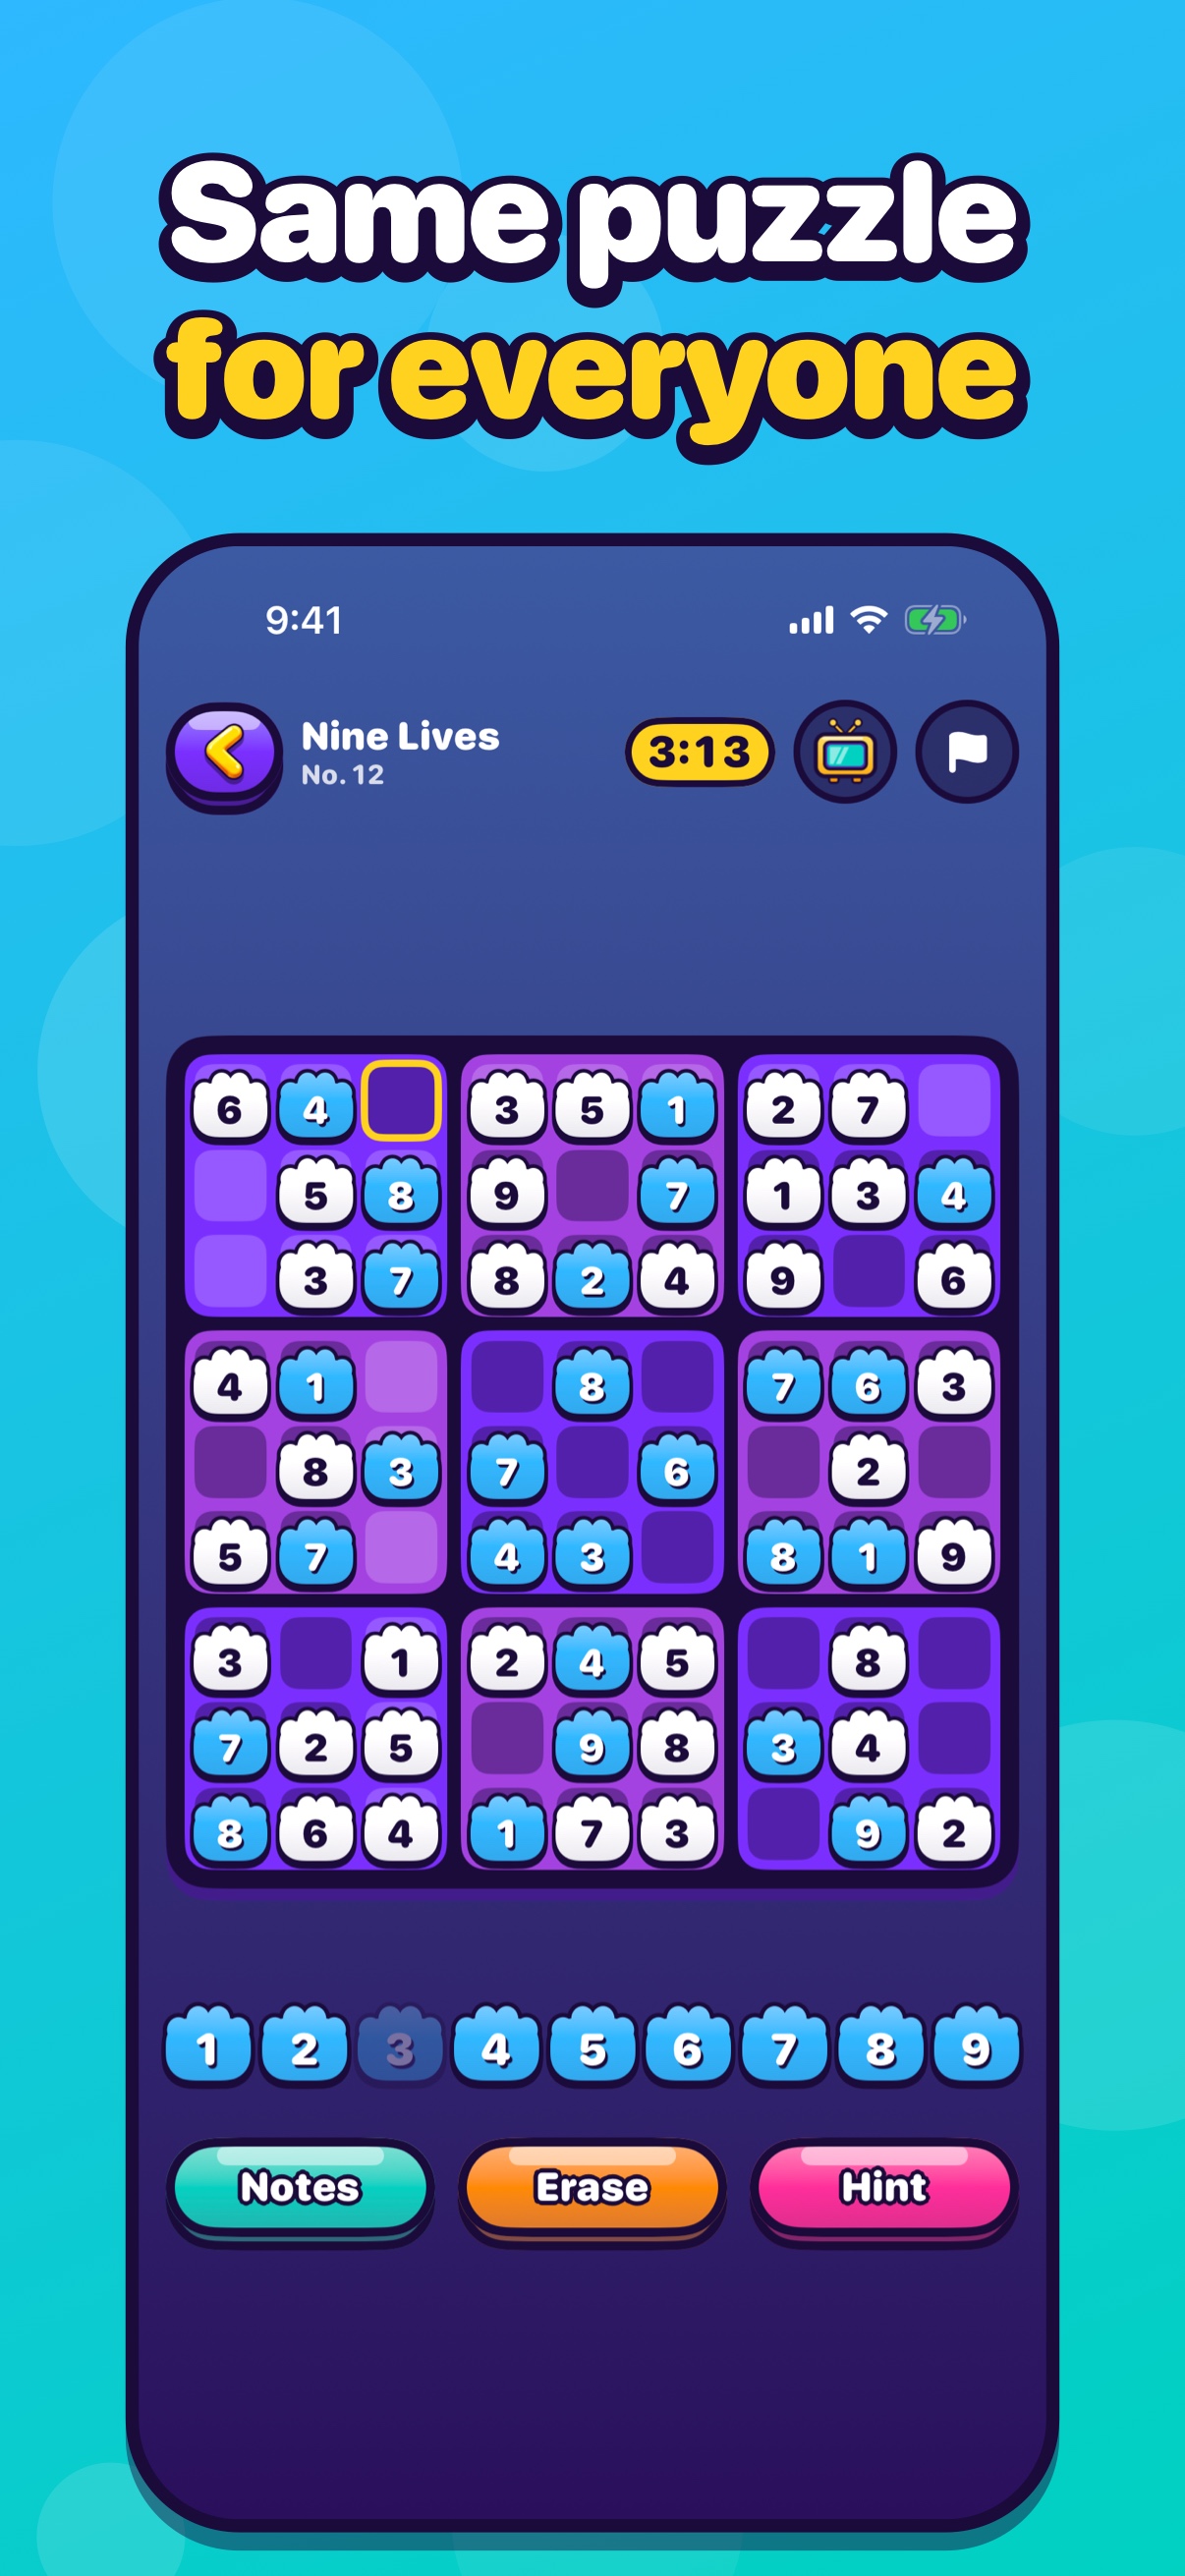 Same puzzle
for everyone
9:41
Nine Lives
No. 12
3:13
6 4 3 5 1 2 7
5 8 9 7 1 3 4
3 7 8 2 4 9 6
4 1 8 7 6 3
8 3 7 6 2
5 7 4 3 8 1 9
3 1 2 4 5 8
7 2 5 9 8 3 4
8 6 4 1 7 3 9 2
1 2 3 4 5 6 7 8 9
Notes Erase Hint